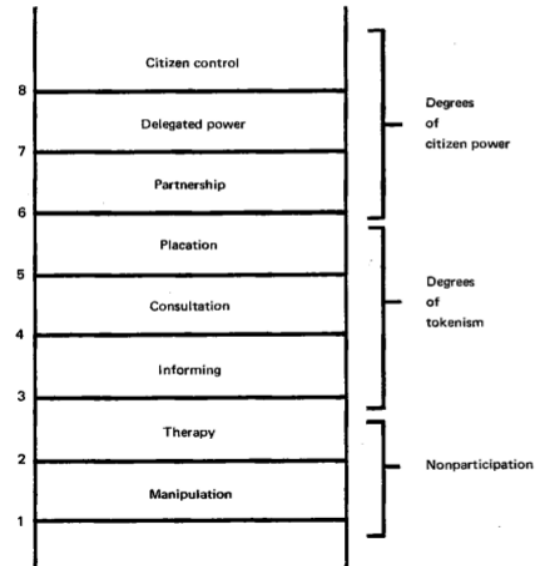 Citizen control
8
Delegated power
7
Partnership
6
Placation
5
Consultation
4
Informing
3
Therapy
2
Manipulation
1
Degrees
of
citizen power
Degrees
of
tokenism
Nonparticipation